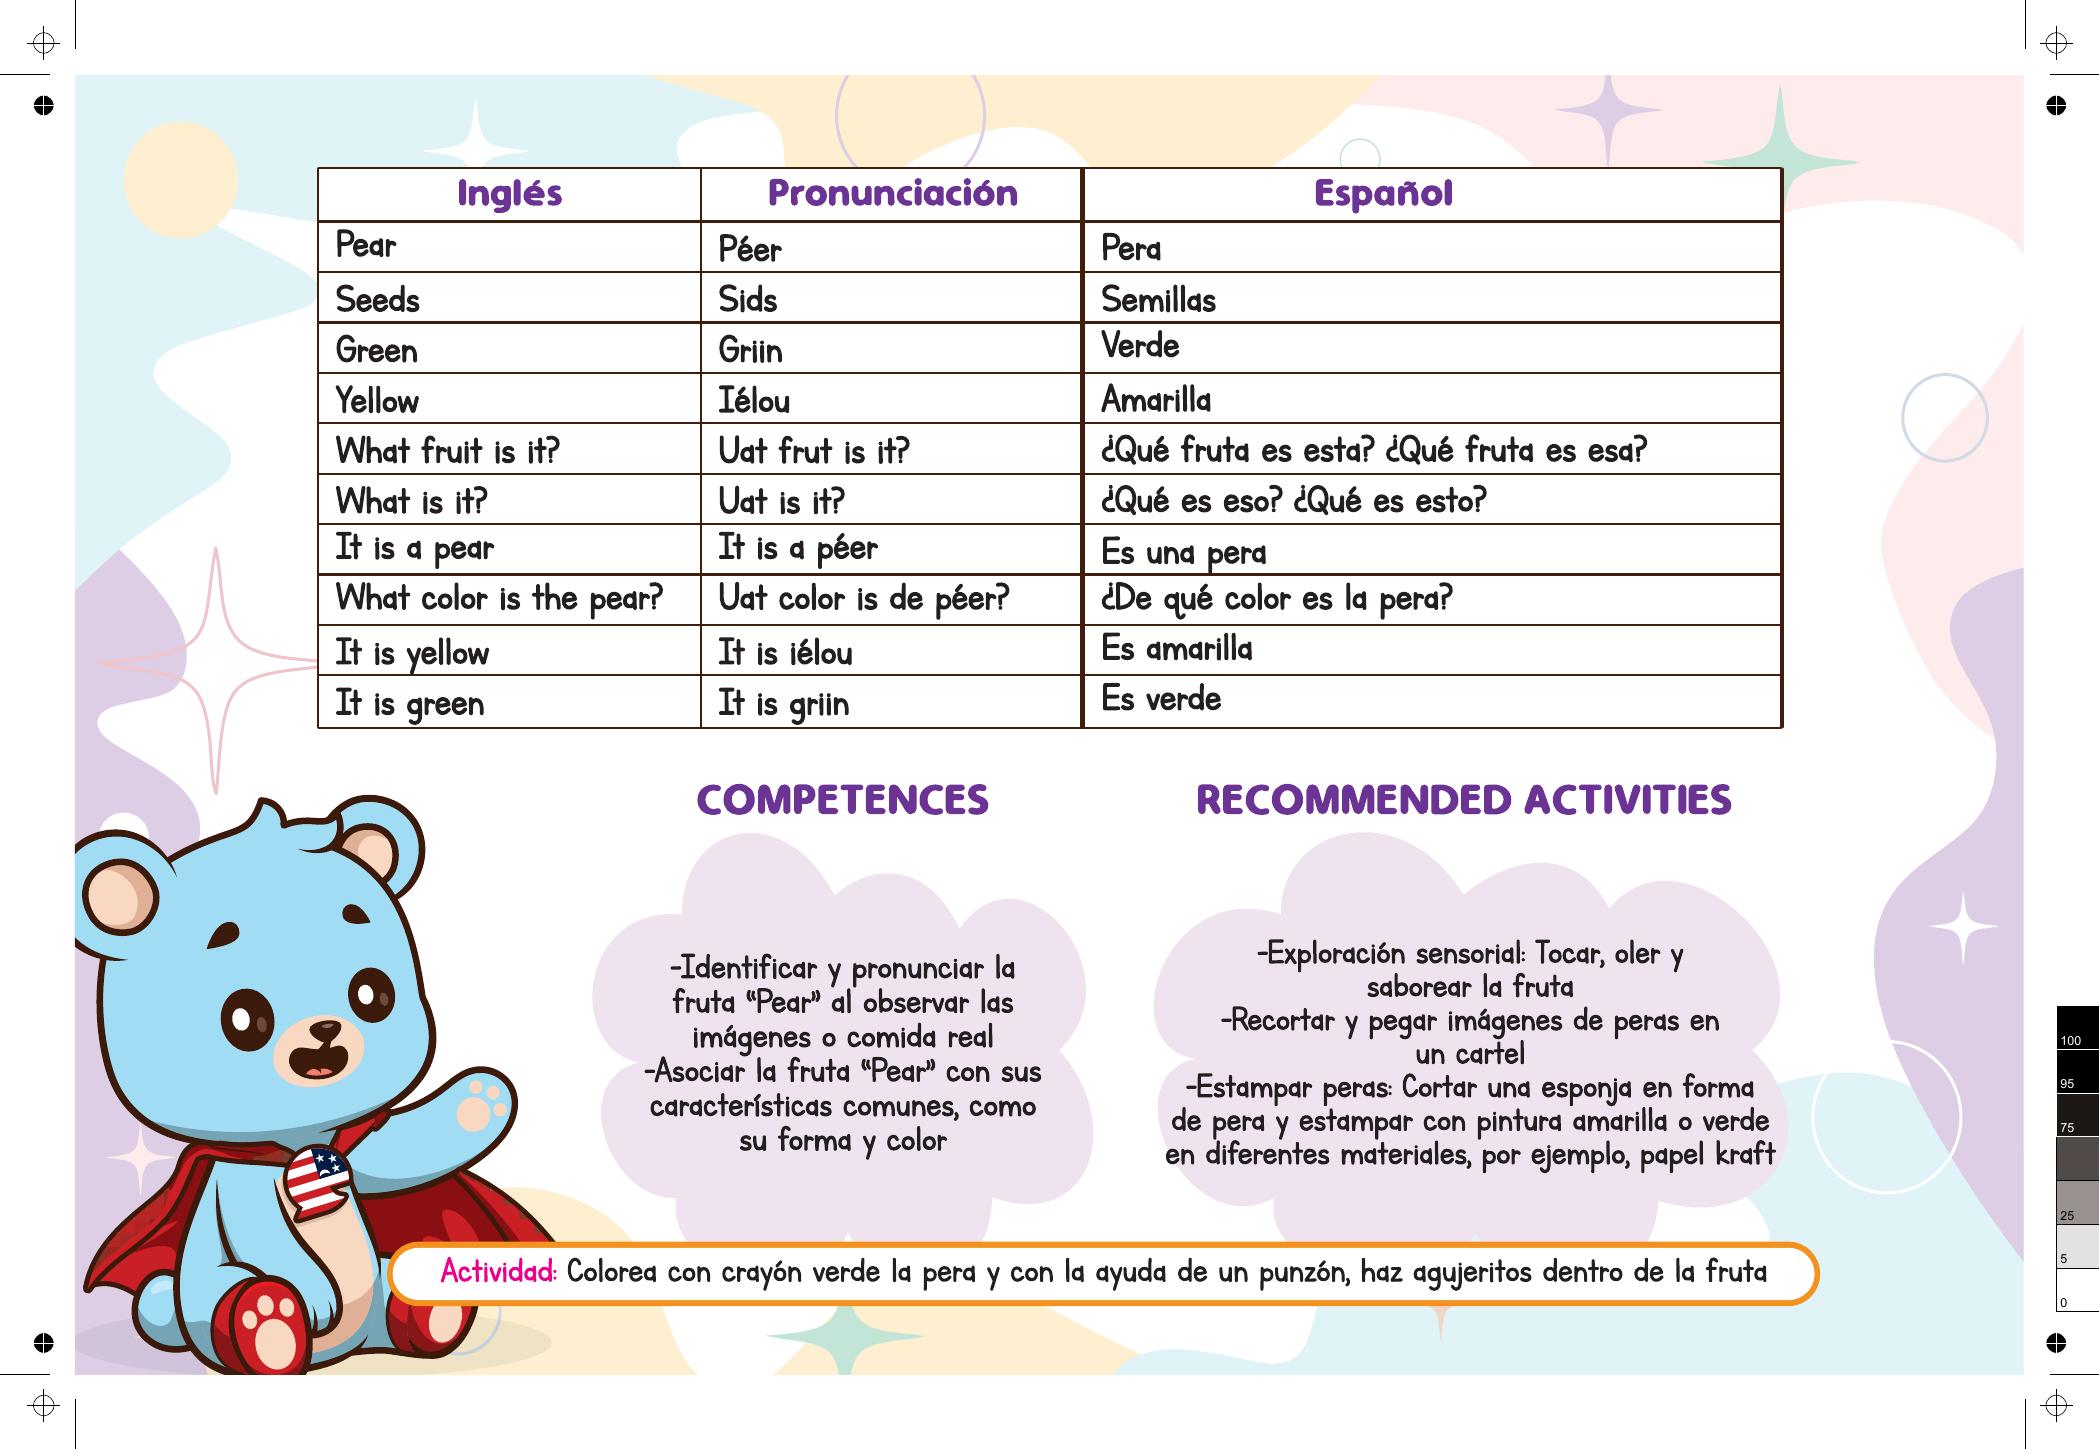 Inglés Pronunciación Español
Pear Péer Pera
Seeds Sids Semillas
Green Griin Verde
Yellow Iélou Amarilla
What fruit is it? Uat frut is it? ¿Qué fruta es esta? ¿Qué fruta es esa?
What is it? Uat is it? ¿Qué es eso? ¿Qué es esto?
It is a pear It is a péer Es una pera
What color is the pear? Uat color is de péer? ¿De qué color es la pera?
It is yellow It is iélou Es amarilla
It is green It is griin Es verde
COMPETENCES
-Identificar y pronunciar la
fruta “Pear” al observar las
imágenes o comida real
-Asociar la fruta “Pear” con sus
características comunes, como
su forma y color
RECOMMENDED ACTIVITIES
-Exploración sensorial: Tocar, oler y
saborear la fruta
-Recortar y pegar imágenes de peras en
un cartel
-Estampar peras: Cortar una esponja en forma
de pera y estampar con pintura amarilla o verde
en diferentes materiales, por ejemplo, papel kraft
Actividad: Colorea con crayón verde la pera y con la ayuda de un punzón, haz agujeritos dentro de la fruta
100
95
75
25
5
0